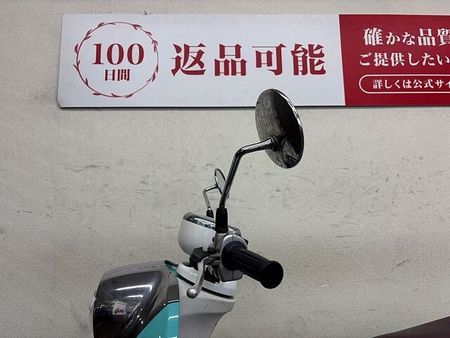 100
日間
返品可能
確かな品質
ご提供したい
詳しくは公式サイ